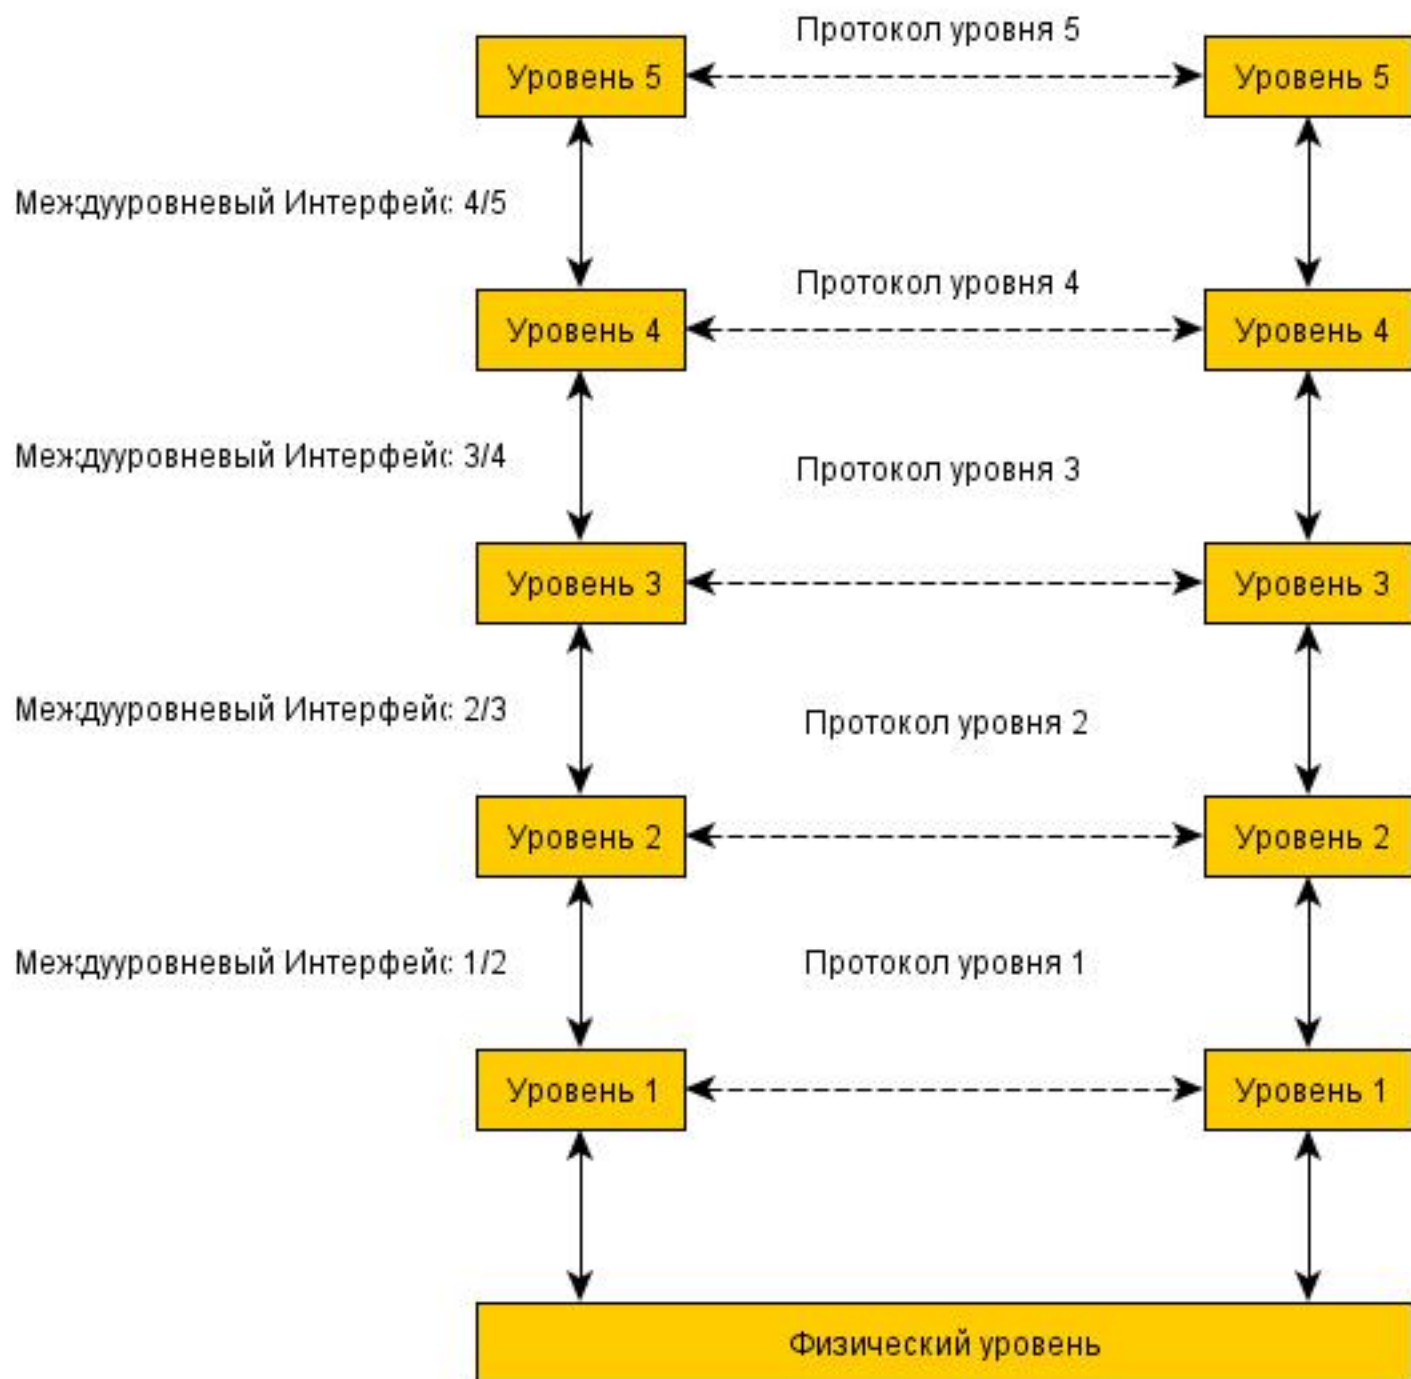 Протокол уровня 5
Уровень 5
Уровень 5
Междууровневый Интерфейс 4/5
Протокол уровня 4
Уровень 4
Уровень 4
Междууровневый Интерфейс 3/4
Протокол уровня 3
Уровень 3
Уровень 3
Междууровневый Интерфейс 2/3
Протокол уровня 2
Уровень 2
Уровень 2
Междууровневый Интерфейс 1/2
Протокол уровня 1
Уровень 1
Уровень 1
Физический уровень